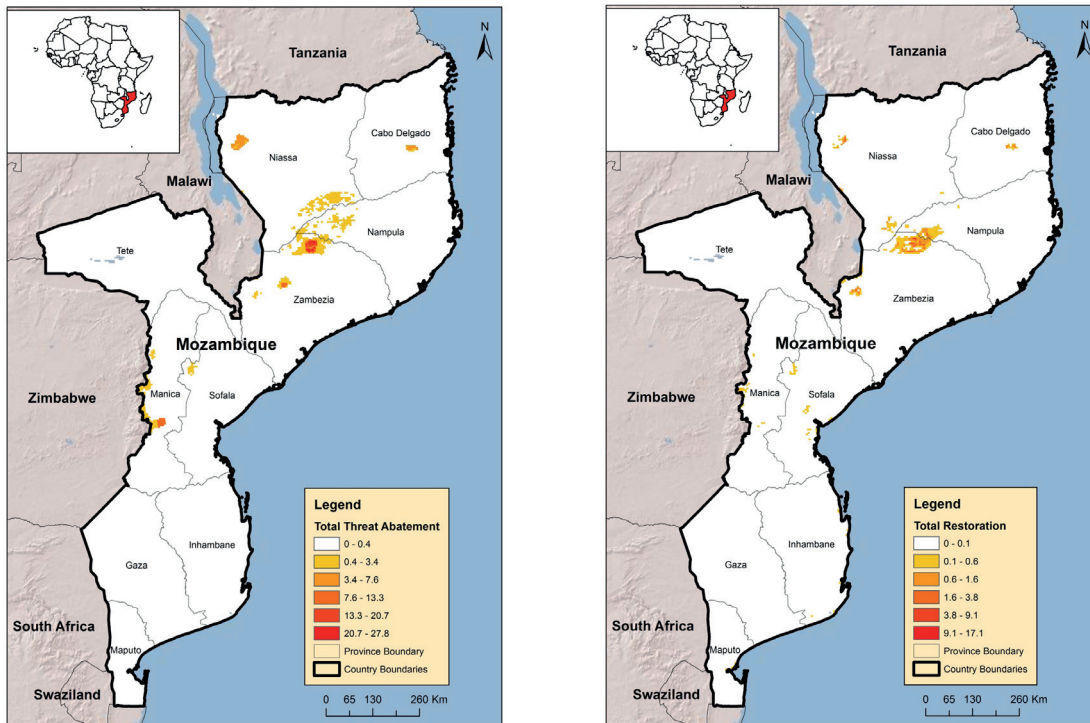 N
Tanzania
Cabo Delgado
Niassa
Malawi
Nampula
Tete
Zambezia
Mozambique
Zimbabwe
Manica
Sofala
Legend
Total Threat Abatement
0 - 0.4
0.4 - 3.4
3.4 - 7.6
7.6 - 13.3
13.3 - 20.7
20.7 - 27.8
Province Boundary
Country Boundaries
Inhambane
Gaza
South Africa
Maputo
Swaziland
0 65 130 260 Km
N
Tanzania
Cabo Delgado
Niassa
Malawi
Nampula
Tete
Zambezia
Mozambique
Zimbabwe
Manica
Sofala
Legend
Total Restoration
0 - 0.1
0.1 - 0.6
0.6 - 1.6
1.6 - 3.8
3.8 - 9.1
9.1 - 17.1
Province Boundary
Country Boundaries
Inhambane
Gaza
South Africa
Maputo
Swaziland
0 65 130 260 Km